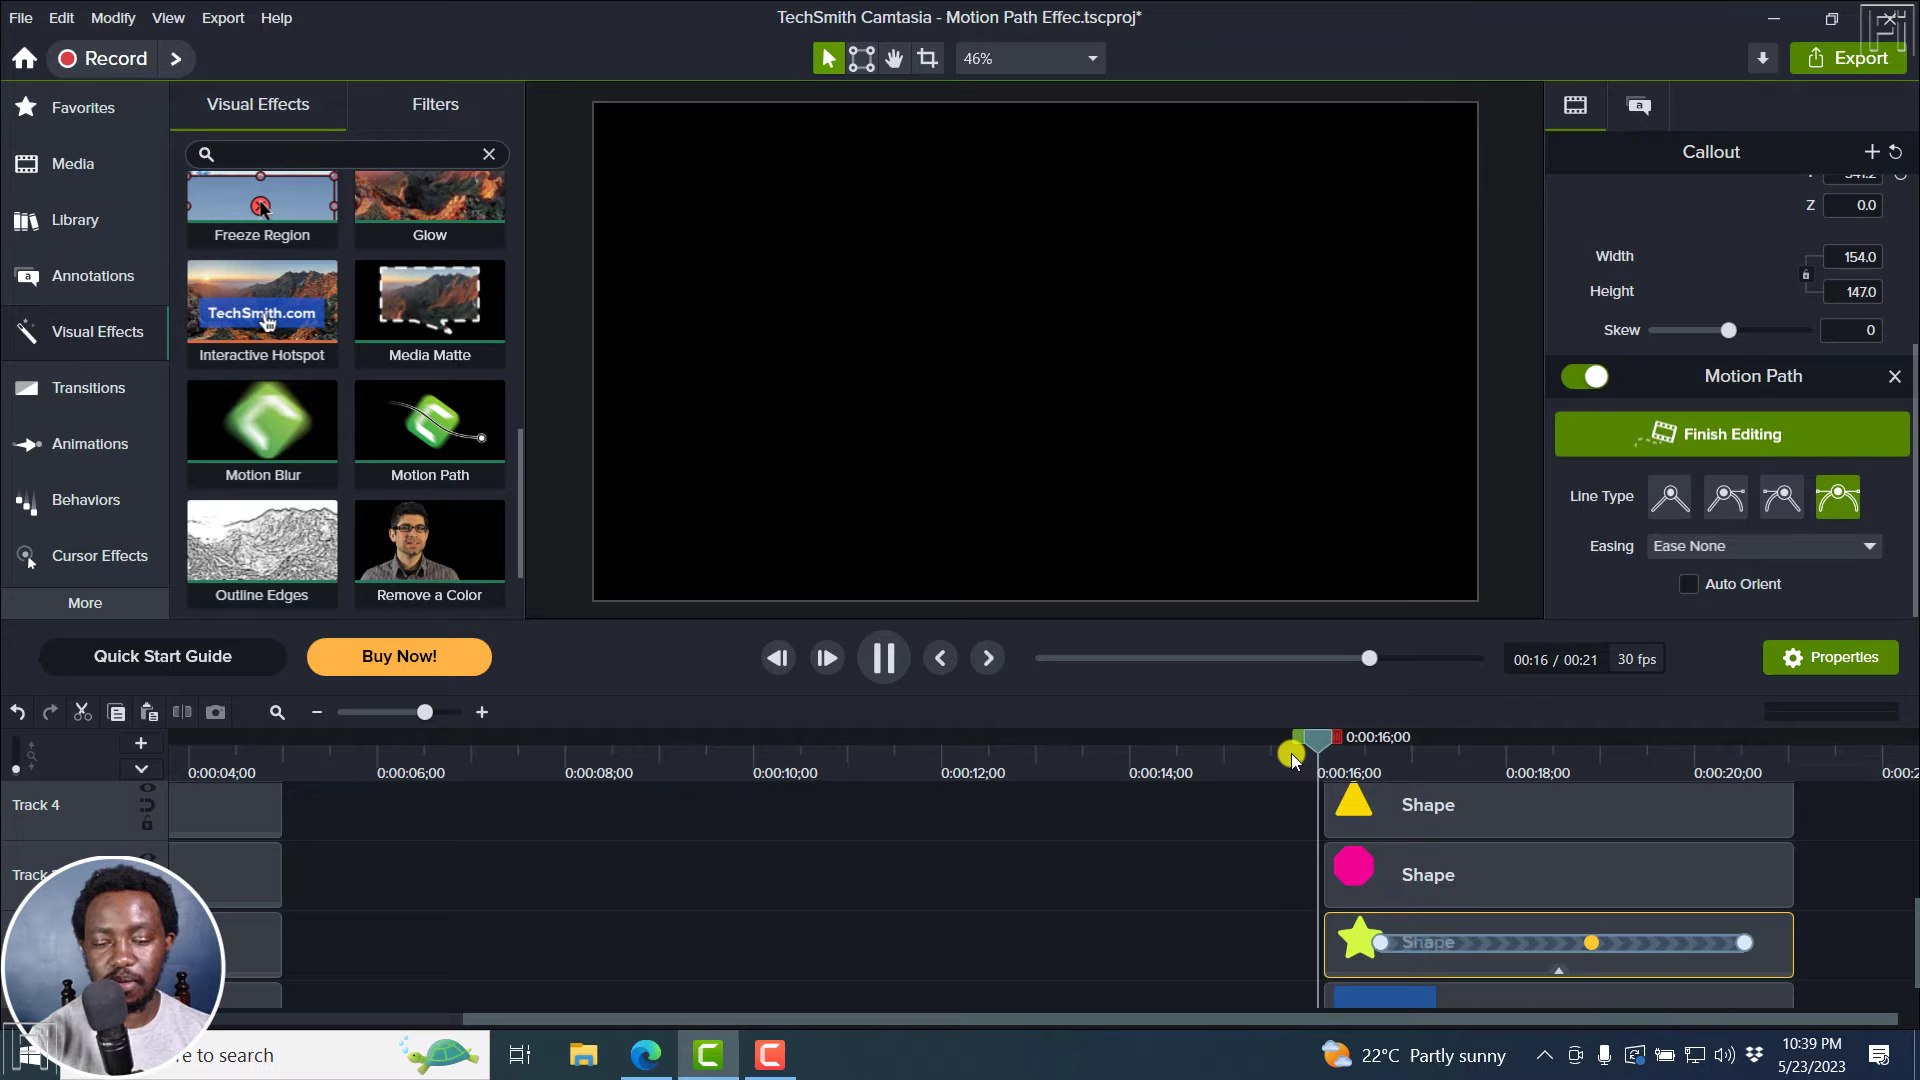 File Edit Modify View Export Help
TechSmith Camtasia - Motion Path Effec.tscproj*
Record
46%
Export
Favorites
Media
Library
Annotations
Visual Effects
Transitions
Animations
Behaviors
Cursor Effects
More
Visual Effects Filters
Freeze Region Glow
TechSmith.com
Interactive Hotspot Media Matte
Motion Blur Motion Path
Outline Edges Remove a Color
Callout
Z 0.0
Width 154.0
Height 147.0
Skew 0
Motion Path
Finish Editing
Line Type
Easing Ease None
Auto Orient
Quick Start Guide Buy Now!
00:16 / 00:21 30 fps
Properties
0:00:16;00
0:00:04;00 0:00:06;00 0:00:08;00 0:00:10;00 0:00:12;00 0:00:14;00 0:00:16;00 0:00:18;00 0:00:20;00
Track 4
Shape
Shape
Shape
re to search
22°C Partly sunny
10:39 PM
5/23/2023